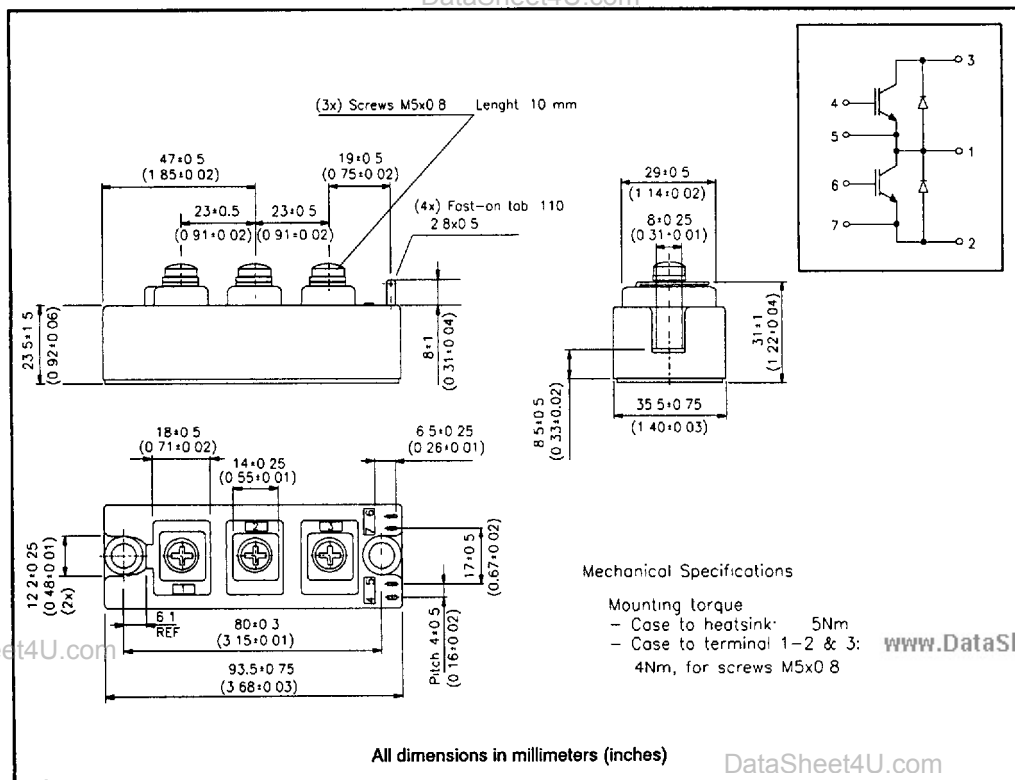 DataSheet4U.com
(3x) Screws M5x0 8 Lenght 10 mm
47±0 5
(1 85±0 02)
19±0 5
(0 75±0 02)
23±0.5
(0 91±0 02)
23±0 5
(0 91±0 02)
(4x) Fast-on tab 110
2 8x0 5
23 5±1 5
(0 92±0 06)
8±1
(0 31±0 04)
29±0 5
(1 14±0 02)
8±0 25
(0 31±0 01)
31±1
(1 22±0 04)
8 5±0 5
(0 33±0.02)
35 5±0 75
(1 40±0 03)
3
4
5
1
6
7
2
18±0 5
(0 71±0 02)
14±0 25
(0 55±0 01)
6 5±0 25
(0 26±0 01)
12 2±0 25
(0 48±0 01)
(2x)
1
2
3
7 6
4 5
17±0 5
(0.67±0 02)
6 1
REF
80±0 3
(3 15±0 01)
Pitch 4±0 5
(0 16±0 02)
93.5±0 75
(3 68±0 03)
Mechanical Specifications
Mounting torque
– Case to heatsink· 5Nm
– Case to terminal 1–2 & 3:
4Nm, for screws M5x0 8
et4U.com
www.DataSh
All dimensions in millimeters (inches)
DataSheet4U.com